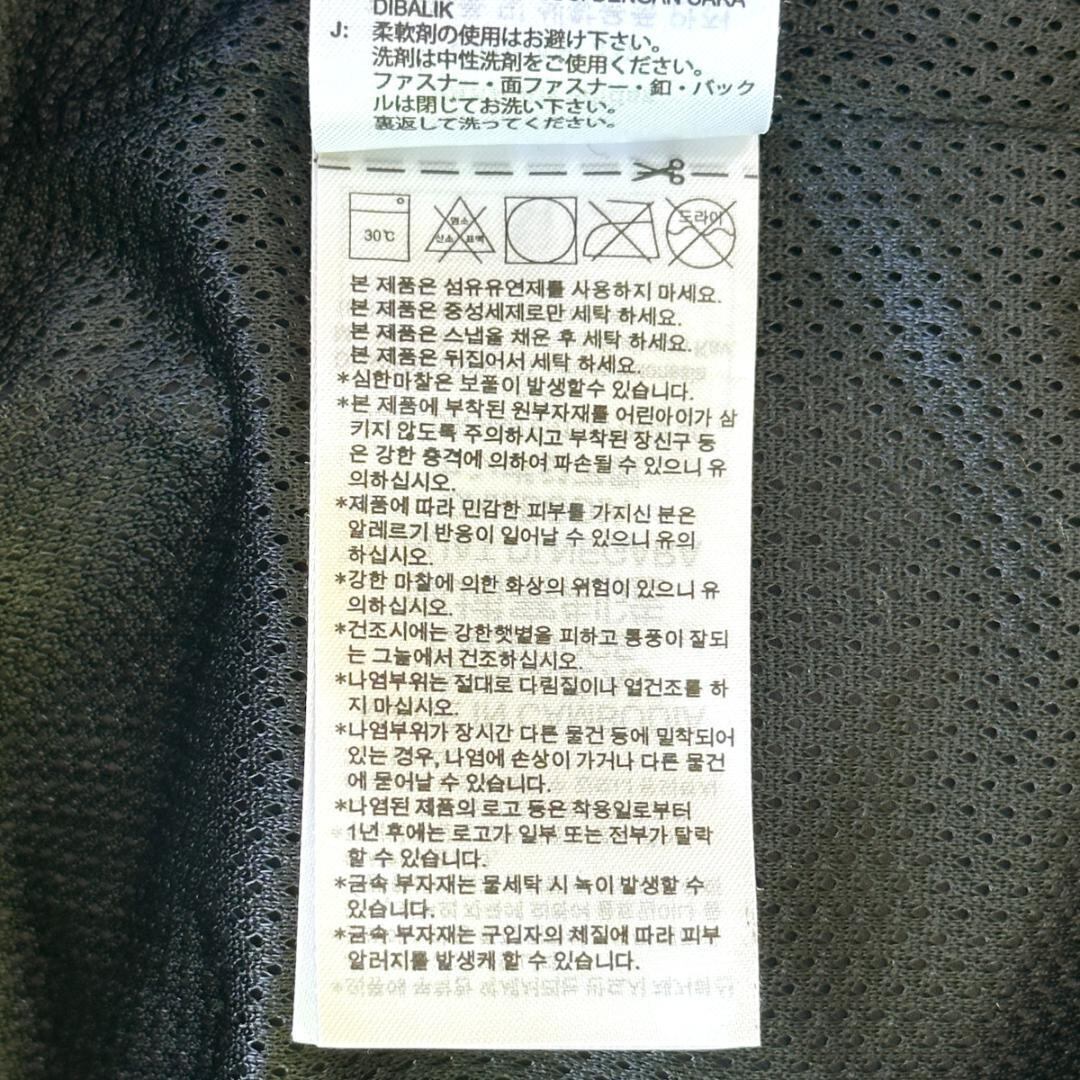 DENGAN CARA
DIBALIK
J: 柔軟剤の使用はお避け下さい。
洗剤は中性洗剤をご使用ください。
ファスナー・面ファスナー・釦・バック
ルは閉じてお洗い下さい。
裏返して洗ってください。
30℃ 염소 산소 표백 드라이
본 제품은 섬유유연제를 사용하지 마세요.
본 제품은 중성세제로만 세탁 하세요.
본 제품은 스냅을 채운 후 세탁 하세요.
본 제품은 뒤집어서 세탁 하세요.
*심한마찰은 보풀이 발생할수 있습니다.
*본 제품에 부착된 원부자재를 어린아이가 삼
키지 않도록 주의하시고 부착된 장신구 등
은 강한 충격에 의하여 파손될 수 있으니 유
의하십시오.
*제품에 따라 민감한 피부를 가지신 분은
알레르기 반응이 일어날 수 있으니 유의
하십시오.
*강한 마찰에 의한 화상의 위험이 있으니 유
의하십시오.
*건조시에는 강한햇볕을 피하고 통풍이 잘되
는 그늘에서 건조하십시오.
*나염부위는 절대로 다림질이나 열건조를 하
지 마십시오.
*나염부위가 장시간 다른 물건 등에 밀착되어
있는 경우, 나염에 손상이 가거나 다른 물건
에 묻어날 수 있습니다.
*나염된 제품의 로고 등은 착용일로부터
*1년 후에는 로고가 일부 또는 전부가 탈락
할 수 있습니다.
*금속 부자재는 물세탁 시 녹이 발생할 수
있습니다.
*금속 부자재는 구입자의 체질에 따라 피부
알러지를 발생케 할 수 있습니다.